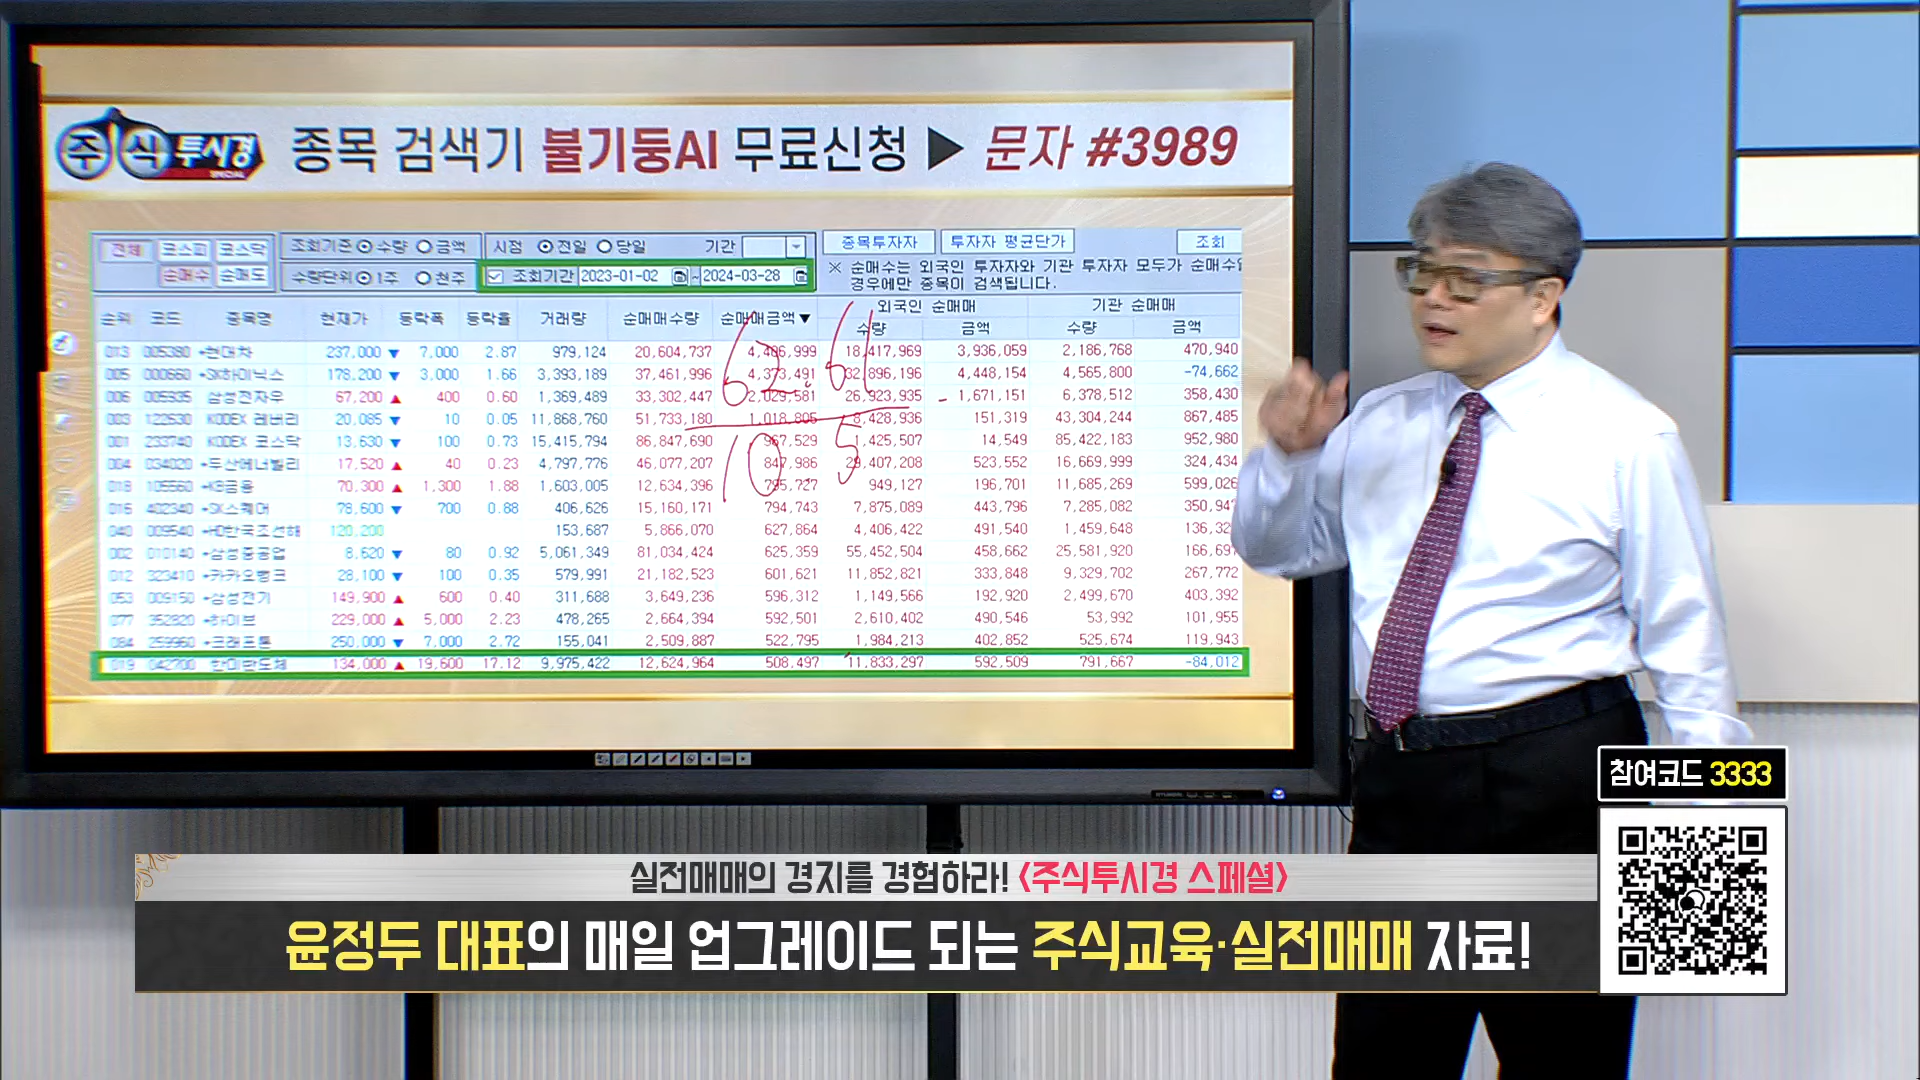 주식 투시경 SPECIAL
종목 검색기 불기둥AI 무료신청 ▶ 문자 #3989
전체 코스피 코스닥 조회기준 수량 금액 시점 전일 당일 기간 종목투자자 투자자 평균단가 조회
순매수 순매도 수량단위 1주 천주 조회기간 2023-01-02 ~ 2024-03-28 ※ 순매수는 외국인 투자자와 기관 투자자 모두가 순매수
경우에만 종목이 검색됩니다.
순위 코드 종목명 현재가 등락폭 등락률 거래량 순매매수량 순매매금액▼ 외국인 순매매 기관 순매매
수량 금액 수량 금액
013 005380 현대차 237,000 ▼ 7,000 2.87 979,124 20,604,737 4,406,999 18,417,969 3,936,059 2,186,768 470,940
005 000660 SK하이닉스 178,200 ▼ 3,000 1.66 3,393,189 37,461,996 4,373,491 32,896,196 4,448,154 4,565,800 -74,662
006 005935 삼성전자우 67,200 ▲ 400 0.60 1,369,489 33,302,447 2,029,581 26,923,935 1,671,151 6,378,512 358,430
003 122630 KODEX 레버리 20,085 ▼ 10 0.05 11,868,760 51,733,180 1,018,805 8,428,936 151,319 43,304,244 867,485
001 233740 KODEX 코스닥 13,630 ▼ 100 0.73 15,415,794 86,847,690 967,529 1,425,507 14,549 85,422,183 952,980
004 034020 두산에너빌리 17,520 ▲ 40 0.23 4,797,776 46,077,207 847,986 29,407,208 523,552 16,669,999 324,434
018 105560 KB금융 70,300 ▲ 1,300 1.88 1,603,005 12,634,396 795,727 949,127 196,701 11,685,269 599,026
016 402340 SK스퀘어 78,600 ▼ 700 0.88 406,626 15,160,171 794,743 7,875,089 443,796 7,285,082 350,947
040 009540 HD한국조선해 120,200 153,687 5,866,070 627,864 4,406,422 491,540 1,459,648
002 010140 삼성중공업 8,620 ▼ 80 0.92 5,061,349 81,034,424 625,359 55,452,504 458,662 25,581,920 166,697
012 323410 카카오뱅크 28,100 ▼ 100 0.35 579,991 21,182,523 601,621 11,852,821 333,848 9,329,702 267,772
053 009150 삼성전기 149,900 ▲ 600 0.40 311,688 3,649,236 596,312 1,149,566 192,920 2,499,670 403,392
077 352820 하이브 229,000 ▲ 5,000 2.23 478,265 2,664,394 592,501 2,610,402 490,546 53,992 101,955
084 259960 크래프톤 250,000 ▼ 7,000 2.72 155,041 2,509,887 522,795 1,984,213 402,852 525,674 119,943
019 042700 한미반도체 134,000 ▲ 19,600 17.12 9,975,422 12,624,964 508,497 11,833,297 592,509 791,667 -84,012
62 61
10 5
참여코드 3333
실전매매의 경지를 경험하라! <주식투시경 스페셜>
윤정두 대표의 매일 업그레이드 되는 주식교육·실전매매 자료!